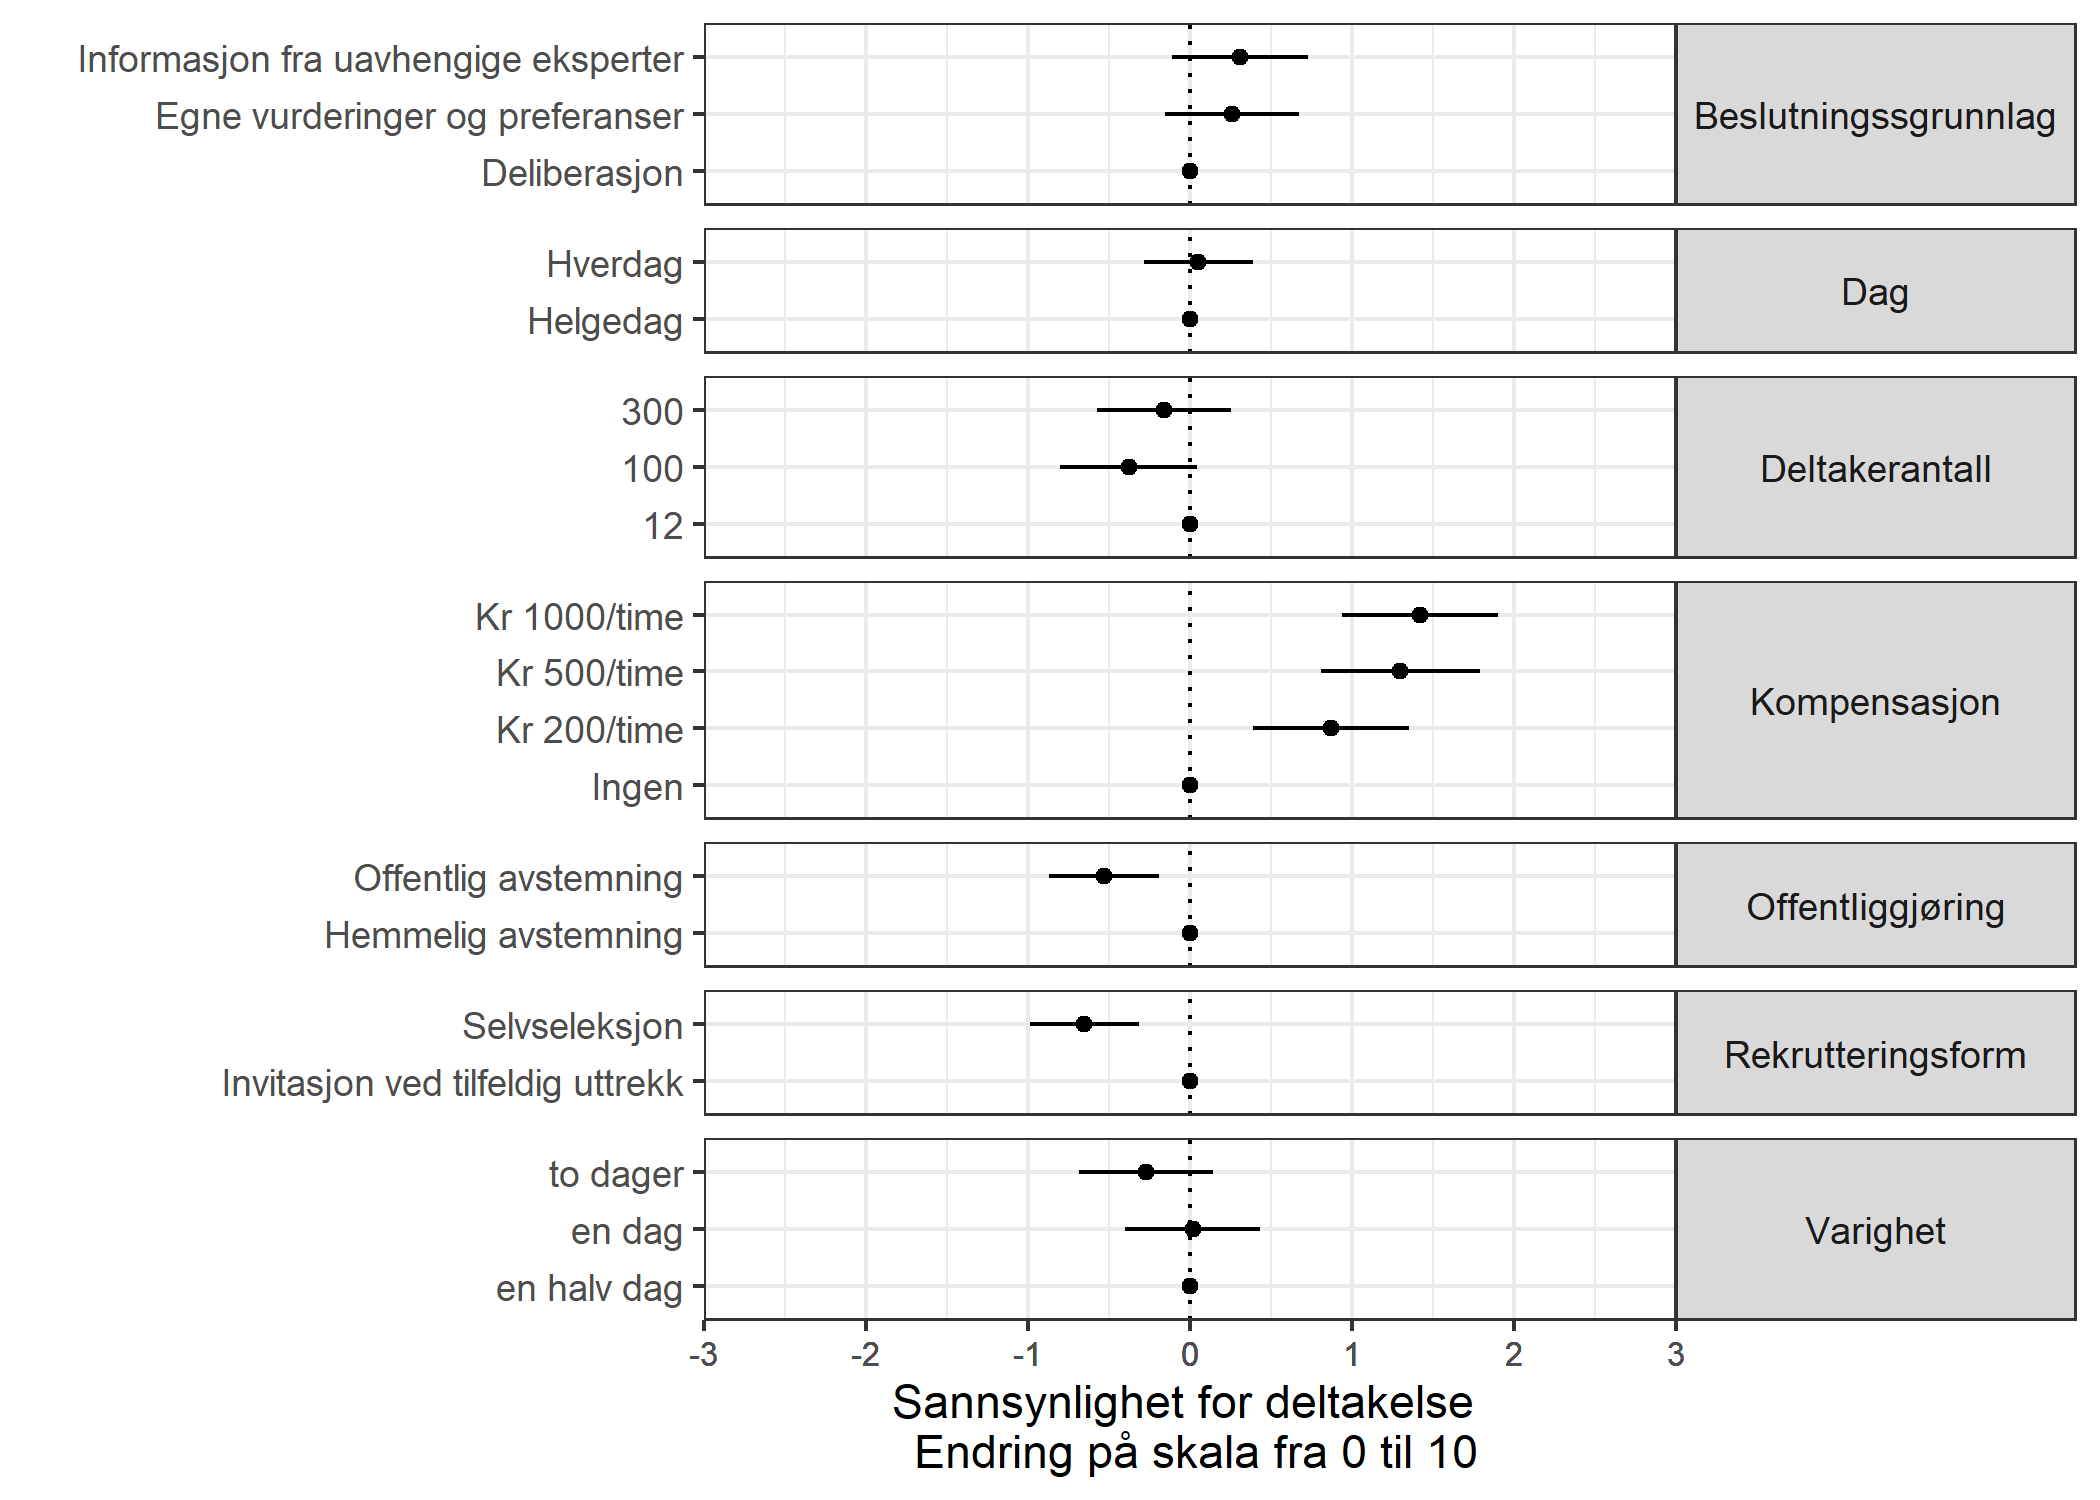 Informasjon fra uavhengige eksperter
Egne vurderinger og preferanser
Deliberasjon
Beslutningssgrunnlag
Hverdag
Helgedag
Dag
300
100
12
Deltakerantall
Kr 1000/time
Kr 500/time
Kr 200/time
Ingen
Kompensasjon
Offentlig avstemning
Hemmelig avstemning
Offentliggjøring
Selvseleksjon
Invitasjon ved tilfeldig uttrekk
Rekrutteringsform
to dager
en dag
en halv dag
Varighet
-3 -2 -1 0 1 2 3
Sannsynlighet for deltakelse
Endring på skala fra 0 til 10